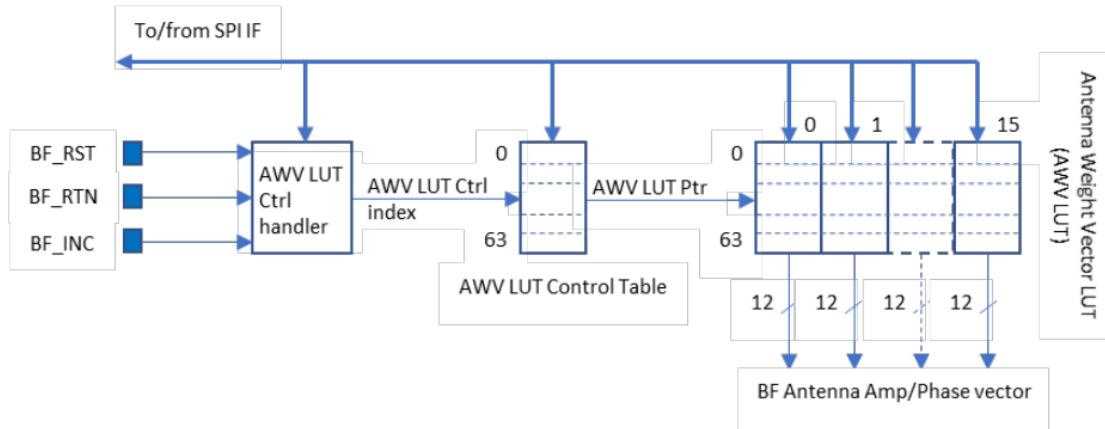 To/from SPI IF
BF_RST
BF_RTN
BF_INC
AWV LUT
Ctrl
handler
AWV LUT Ctrl
index
0
63
AWV LUT Control Table
AWV LUT Ptr
0
63
0
1
15
12
12
12
12
BF Antenna Amp/Phase vector
Antenna Weight Vector LUT
(AWV LUT)